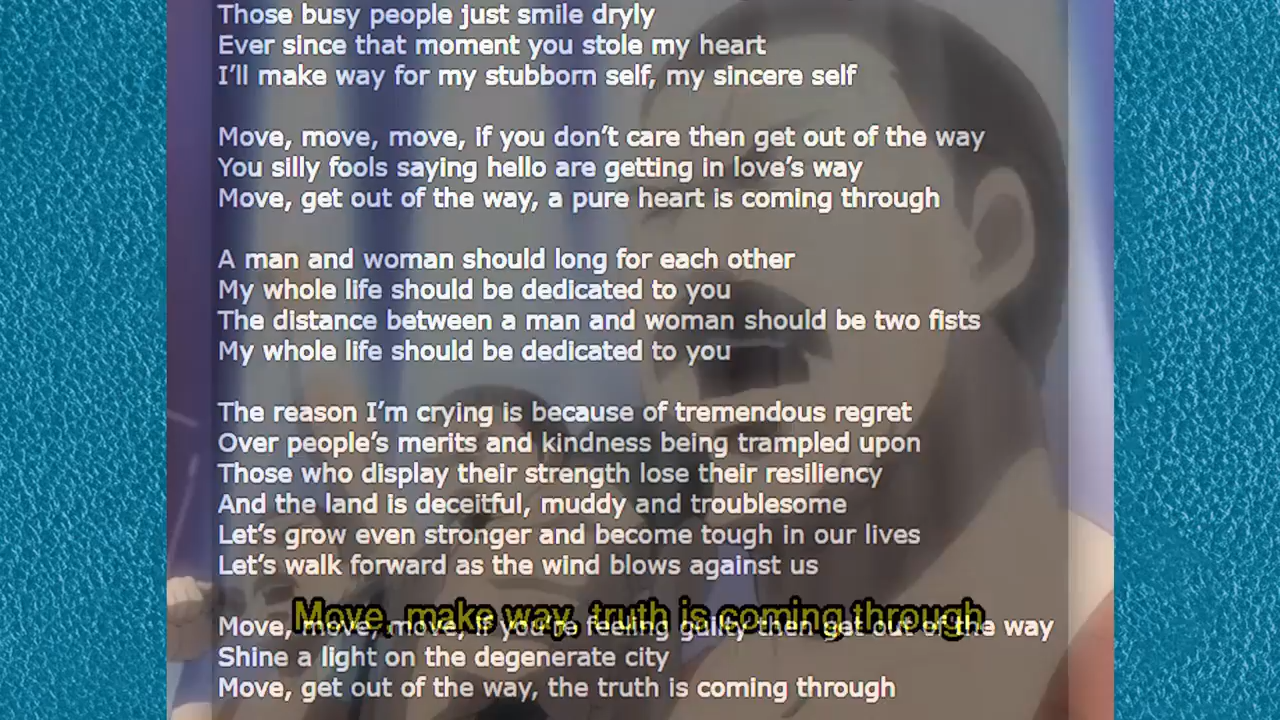 Those busy people just smile dryly
Ever since that moment you stole my heart
I'll make way for my stubborn self, my sincere self
Move, move, move, if you don't care then get out of the way
You silly fools saying hello are getting in love's way
Move, get out of the way, a pure heart is coming through
A man and woman should long for each other
My whole life should be dedicated to you
The distance between a man and woman should be two fists
My whole life should be dedicated to you
The reason I'm crying is because of tremendous regret
Over people's merits and kindness being trampled upon
Those who display their strength lose their resiliency
And the land is deceitful, muddy and troublesome
Let's grow even stronger and become tough in our lives
Let's walk forward as the wind blows against us
Move, make way, truth is coming through
Move, move, move, if you're feeling guilty then get out of the way
Shine a light on the degenerate city
Move, get out of the way, the truth is coming through